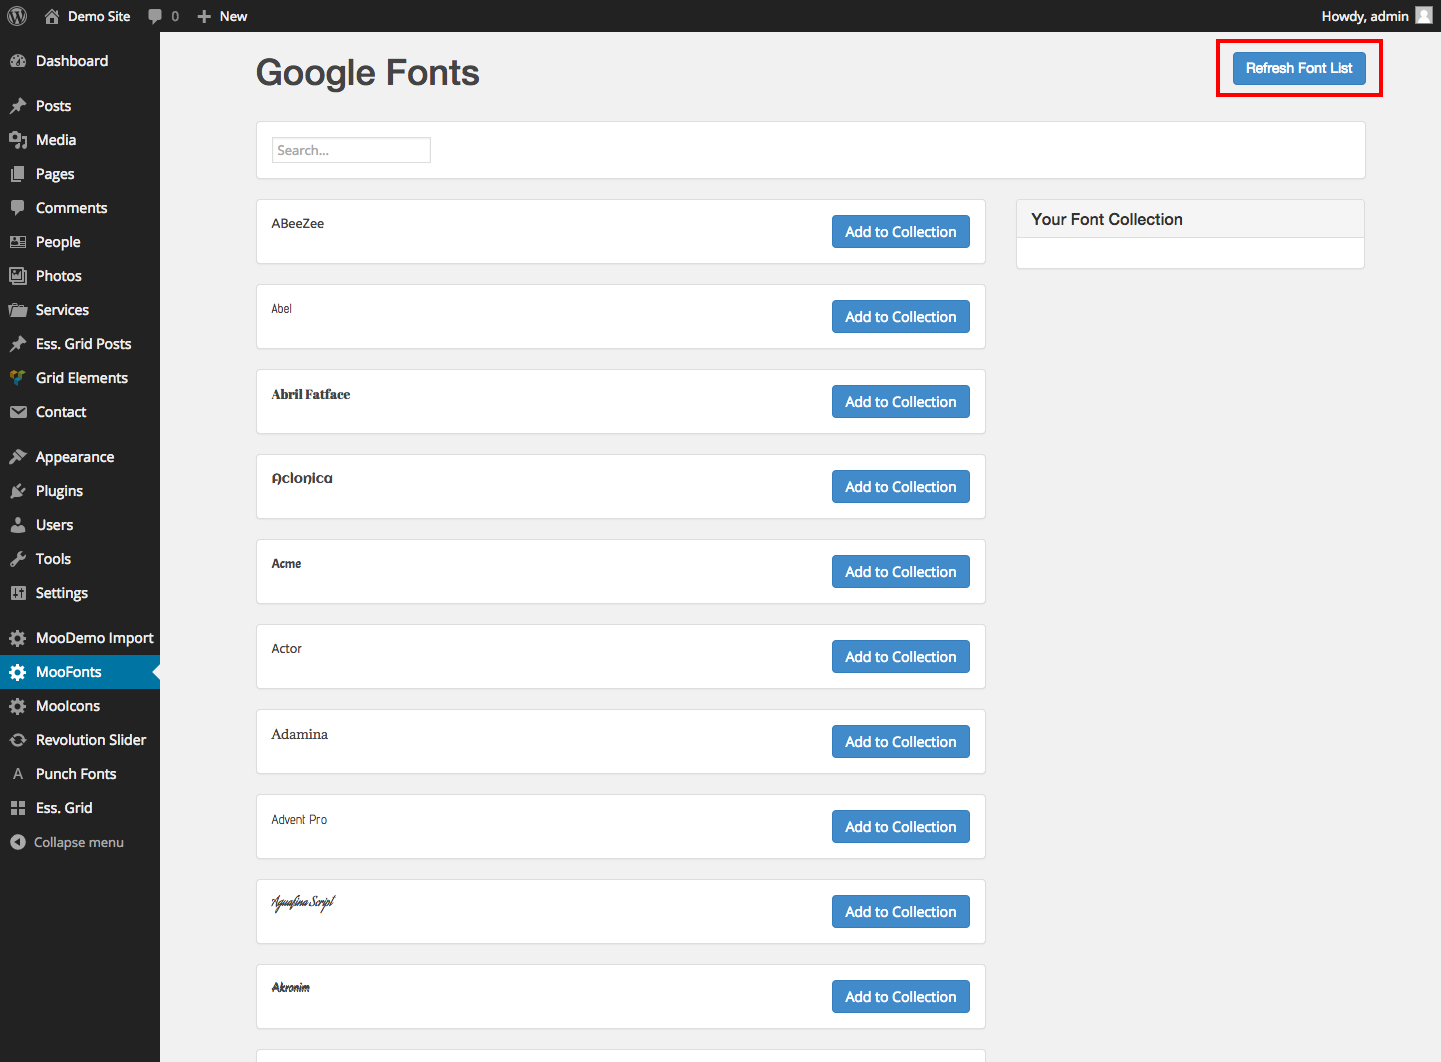 Demo Site
0
New
Howdy, admin
Dashboard
Posts
Media
Pages
Comments
People
Photos
Services
Ess. Grid Posts
Grid Elements
Contact
Appearance
Plugins
Users
Tools
Settings
MooDemo Import
MooFonts
MooIcons
Revolution Slider
A Punch Fonts
Ess. Grid
Collapse menu
Google Fonts
Refresh Font List
Search...
ABeeZee
Add to Collection
Abel
Add to Collection
Abril Fatface
Add to Collection
Aclonica
Add to Collection
Acme
Add to Collection
Actor
Add to Collection
Adamina
Add to Collection
Advent Pro
Add to Collection
Aguafina Script
Add to Collection
Akronim
Add to Collection
Your Font Collection